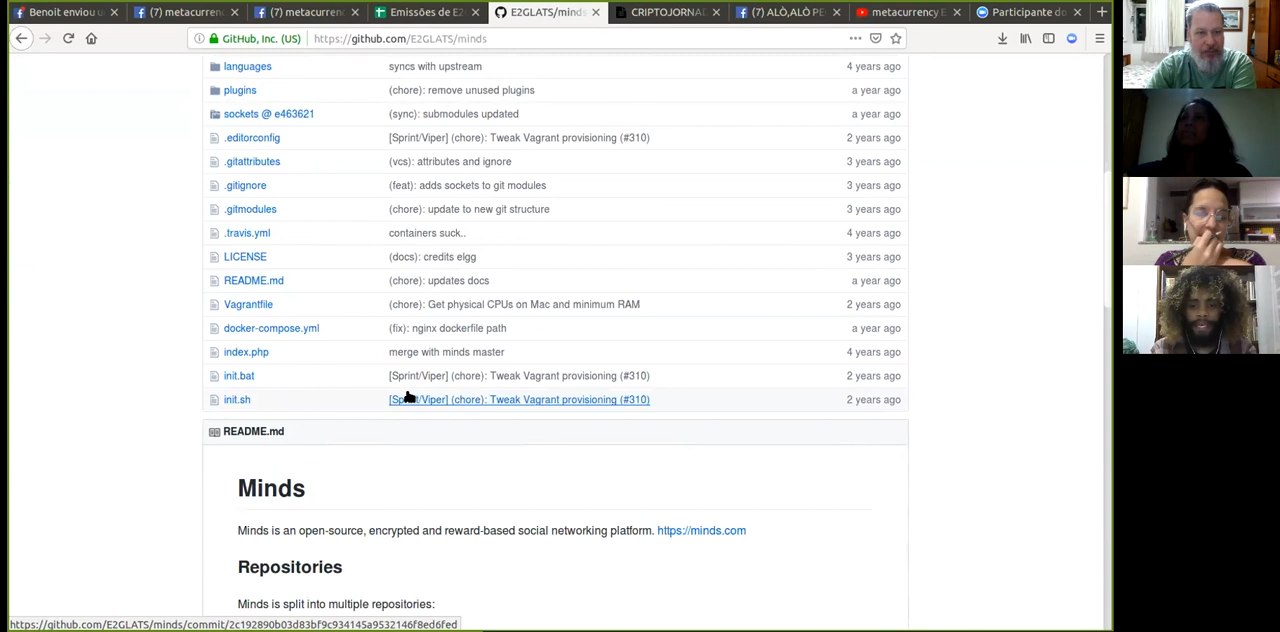 Benoit enviou u
(7) metacurren
(7) metacurren
Emissões de E2
E2GLATS/minds
CRIPTOJORNA
(7) ALÒ,ALÒ PE
metacurrency E
Participante do
GitHub, Inc. (US) https://github.com/E2GLATS/minds
languages syncs with upstream 4 years ago
plugins (chore): remove unused plugins a year ago
sockets @ e463621 (sync): submodules updated a year ago
.editorconfig [Sprint/Viper] (chore): Tweak Vagrant provisioning (#310) 2 years ago
.gitattributes (vcs): attributes and ignore 3 years ago
.gitignore (feat): adds sockets to git modules 3 years ago
.gitmodules (chore): update to new git structure 3 years ago
.travis.yml containers suck.. 4 years ago
LICENSE (docs): credits elgg 3 years ago
README.md (chore): updates docs a year ago
Vagrantfile (chore): Get physical CPUs on Mac and minimum RAM 2 years ago
docker-compose.yml (fix): nginx dockerfile path a year ago
index.php merge with minds master 4 years ago
init.bat [Sprint/Viper] (chore): Tweak Vagrant provisioning (#310) 2 years ago
init.sh [Sprint/Viper] (chore): Tweak Vagrant provisioning (#310) 2 years ago
README.md
Minds
Minds is an open-source, encrypted and reward-based social networking platform. https://minds.com
Repositories
Minds is split into multiple repositories:
https://github.com/E2GLATS/minds/commit/2c192890b03d83bf9c934145a9532146f8ed6fed